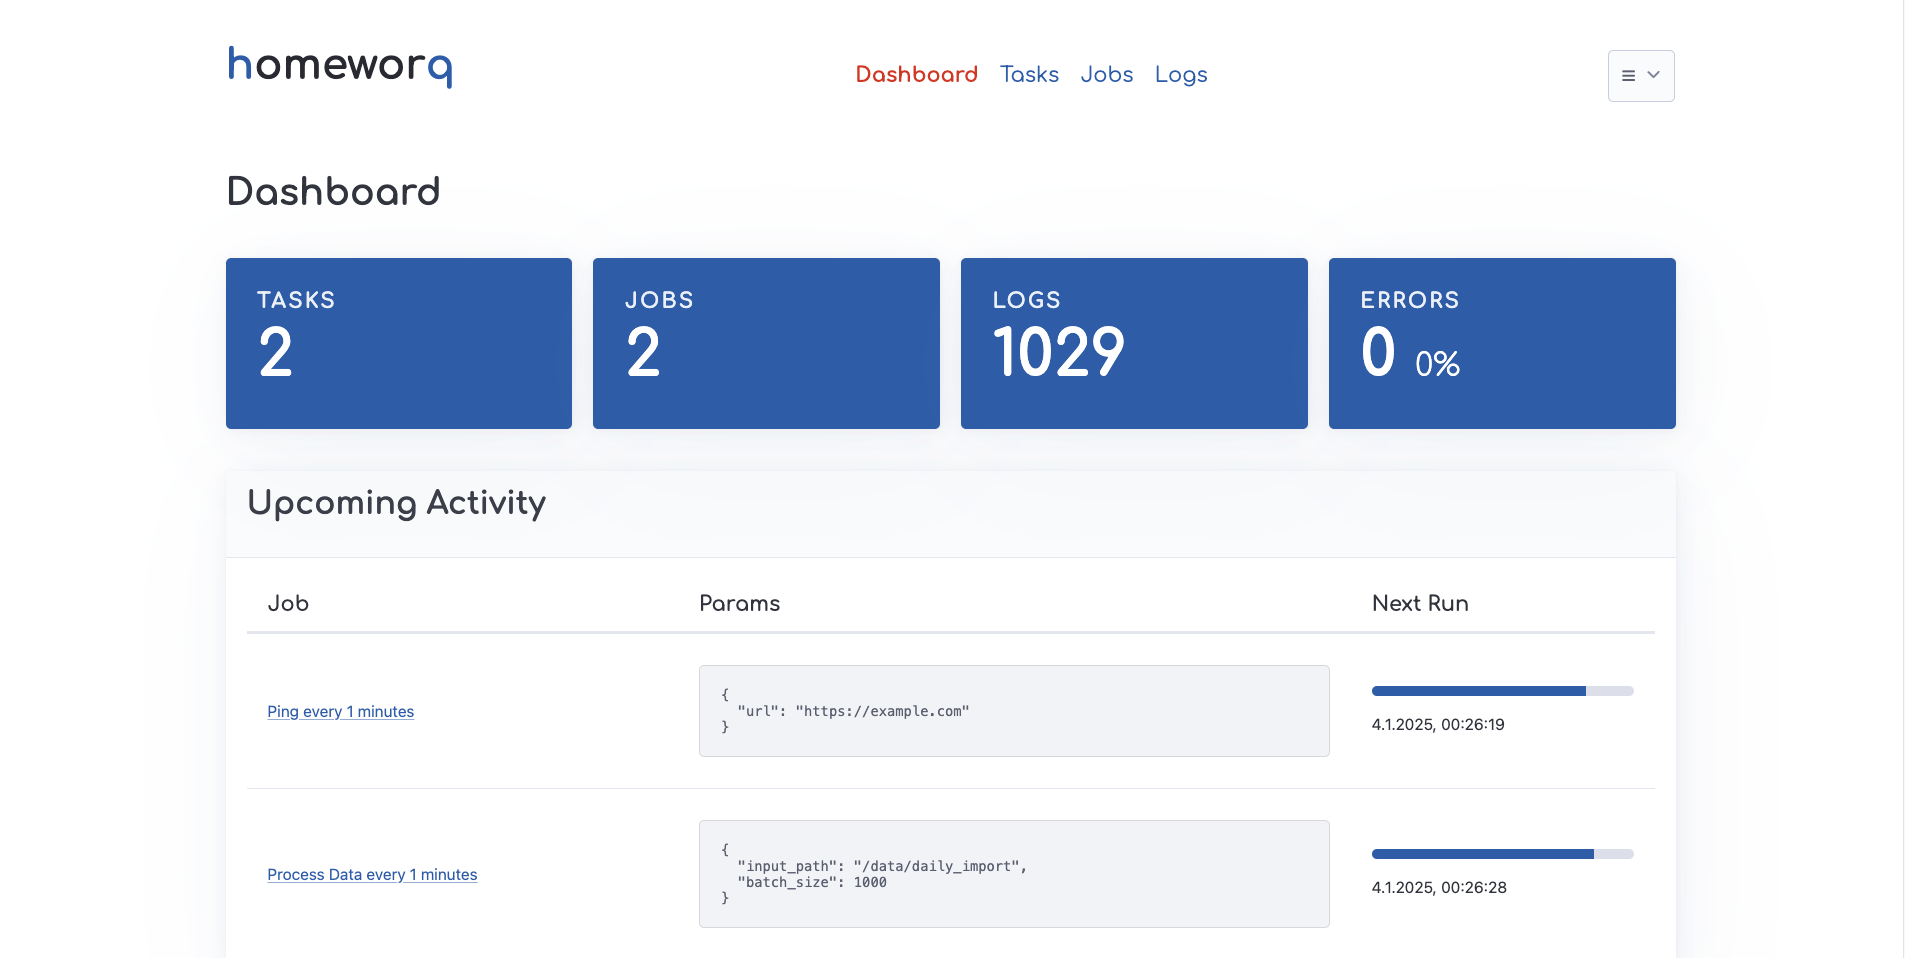 homeworq
Dashboard Tasks Jobs Logs
Dashboard
TASKS
2
JOBS
2
LOGS
1029
ERRORS
0 0%
Upcoming Activity
Job Params Next Run
Ping every 1 minutes
{
"url": "https://example.com"
}
4.1.2025, 00:26:19
Process Data every 1 minutes
{
"input_path": "/data/daily_import",
"batch_size": 1000
}
4.1.2025, 00:26:28